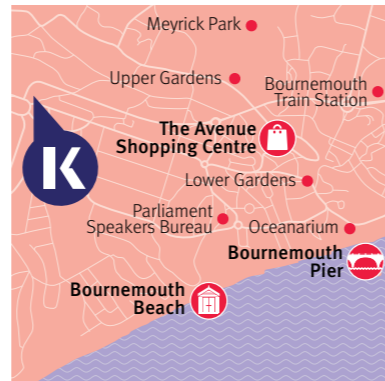 Meyrick Park
Upper Gardens
Bournemouth
Train Station
The Avenue
Shopping Centre
K
Lower Gardens
Parliament
Speakers Bureau
Oceanarium
Bournemouth
Pier
Bournemouth
Beach